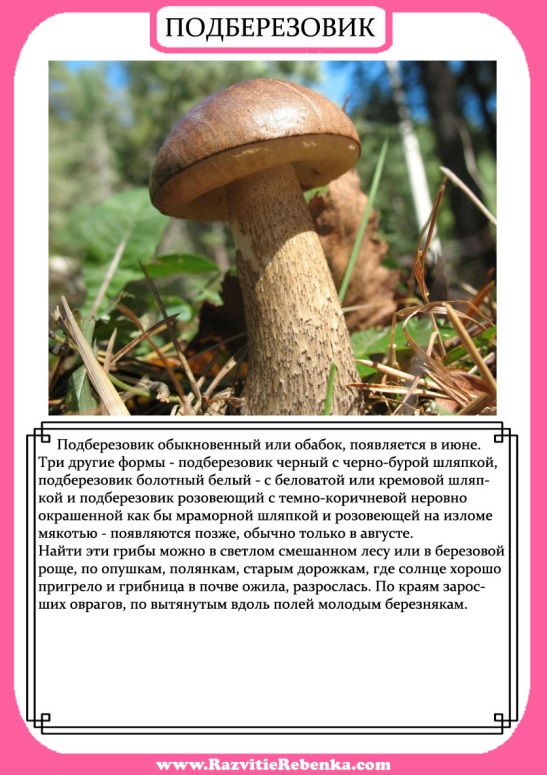 ПОДБЕРЕЗОВИК
Подберезовик обыкновенный или обабок, появляется в июне.
Три другие формы - подберезовик черный с черно-бурой шляпкой,
подберезовик болотный белый - с беловатой или кремовой шляп-
кой и подберезовик розовеющий с темно-коричневой неровно
окрашенной как бы мраморной шляпкой и розовеющей на изломе
мякотью - появляются позже, обычно только в августе.
Найти эти грибы можно в светлом смешанном лесу или в березовой
роще, по опушкам, полянкам, старым дорожкам, где солнце хорошо
пригрело и грибница в почве ожила, разрослась. По краям зарос-
ших оврагов, по вытянутым вдоль полей молодым березнякам.
www.RazvitieRebenka.com